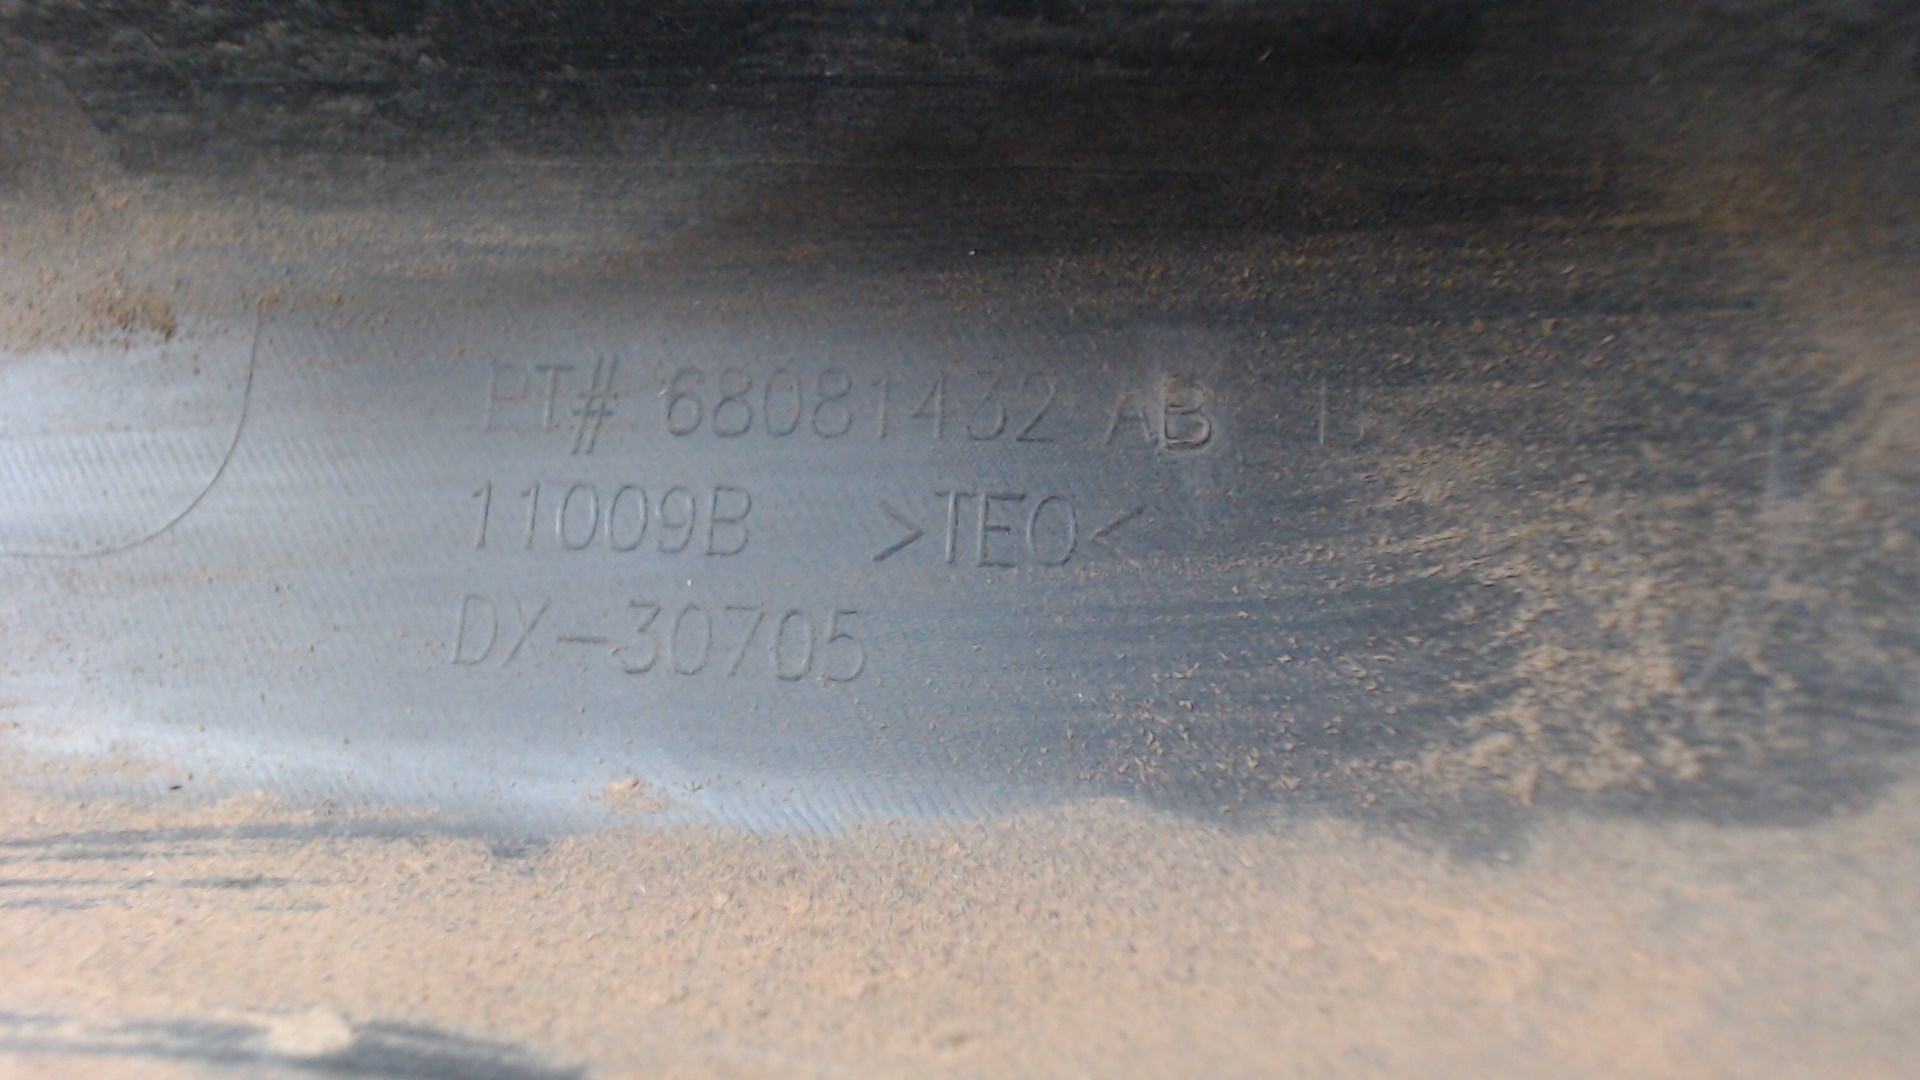 PT# 68081432 AB
11009B >TEO<
DX-30705